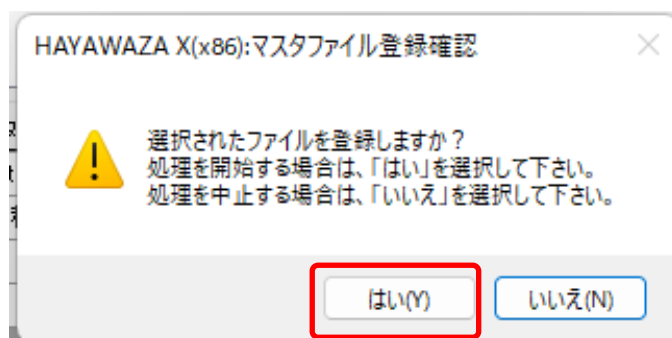 HAYAWAZA X(x86):マスタファイル登録確認
選択されたファイルを登録しますか？
処理を開始する場合は、「はい」を選択して下さい。
処理を中止する場合は、「いいえ」を選択して下さい。
はい(Y)
いいえ(N)